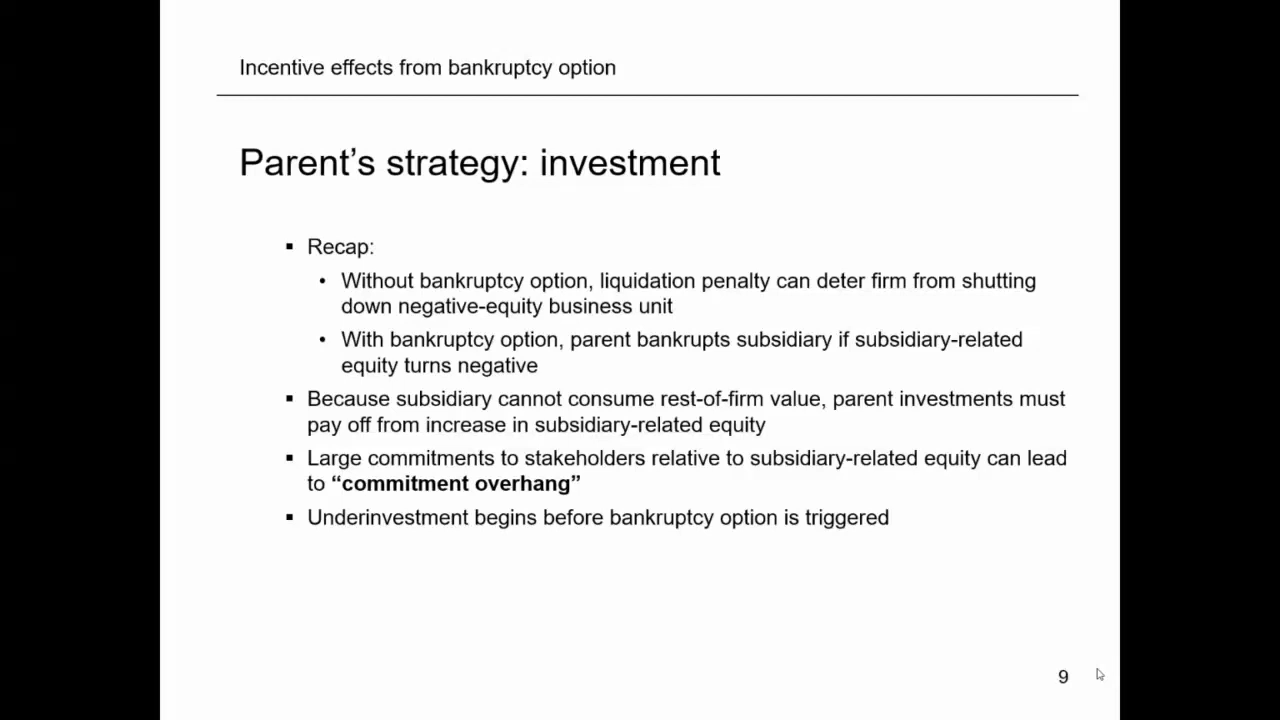 Incentive effects from bankruptcy option
Parent’s strategy: investment
▪ Recap:
• Without bankruptcy option, liquidation penalty can deter firm from shutting
down negative-equity business unit
• With bankruptcy option, parent bankrupts subsidiary if subsidiary-related
equity turns negative
▪ Because subsidiary cannot consume rest-of-firm value, parent investments must
pay off from increase in subsidiary-related equity
▪ Large commitments to stakeholders relative to subsidiary-related equity can lead
to “commitment overhang”
▪ Underinvestment begins before bankruptcy option is triggered
9